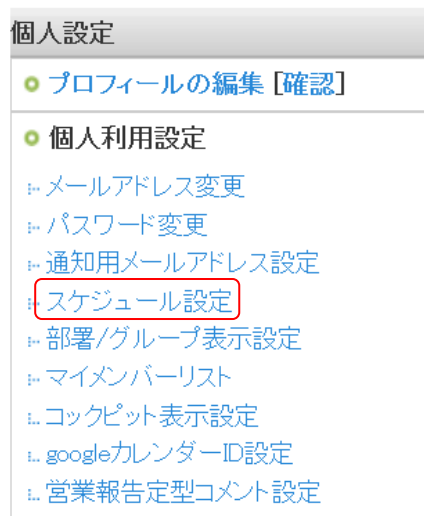 個人設定
プロフィールの編集 [確認]
個人利用設定
メールアドレス変更
パスワード変更
通知用メールアドレス設定
スケジュール設定
部署/グループ表示設定
マイメンバーリスト
コックピット表示設定
googleカレンダーID設定
営業報告定型コメント設定